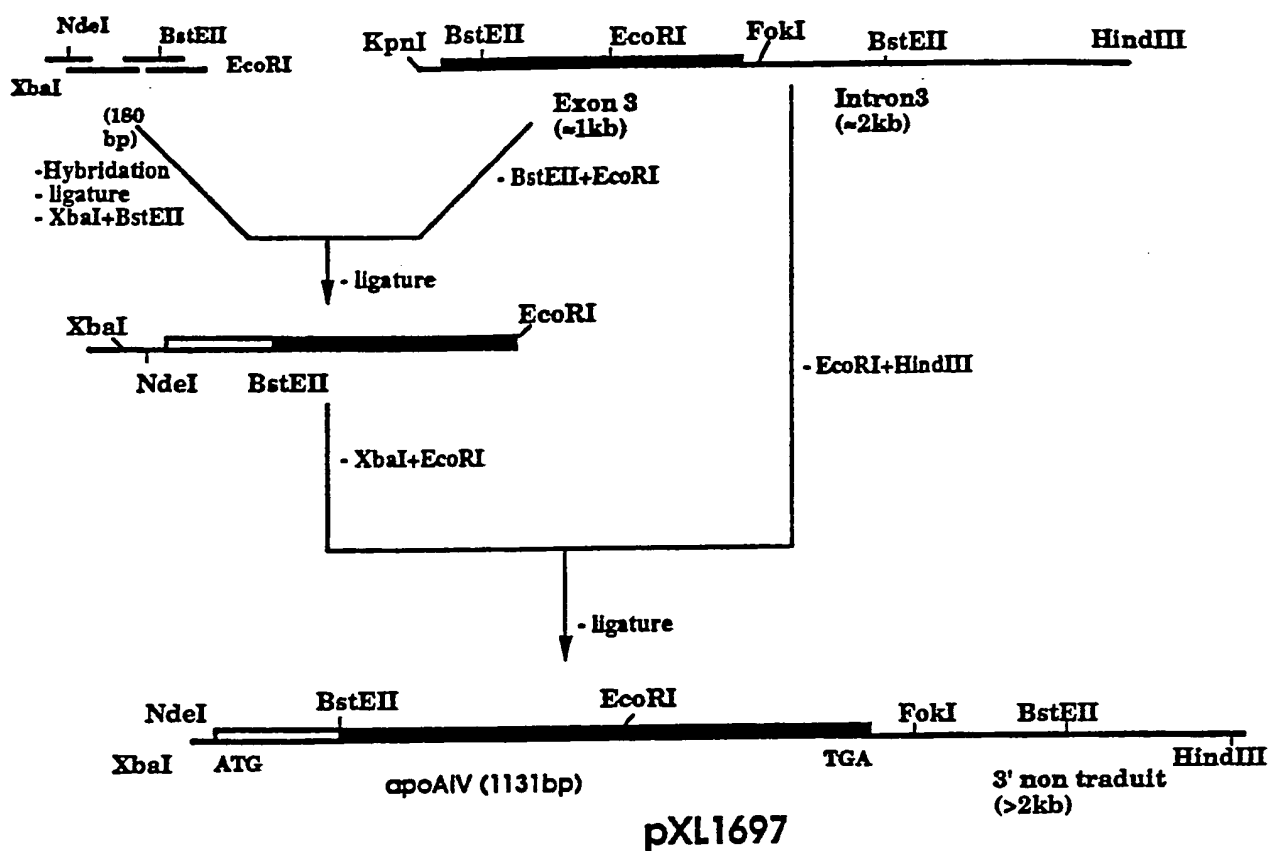 NdeI
BstEII
XbaI
EcoRI
KpnI
BstEII
EcoRI
FokI
BstEII
HindIII
(180
bp)
-Hybridation
- ligature
- XbaI+BstEII
Exon 3
(≈1kb)
Intron3
(≈2kb)
- BstEII+EcoRI
- ligature
XbaI
EcoRI
NdeI
BstEII
- EcoRI+HindIII
- XbaI+EcoRI
- ligature
NdeI
BstEII
EcoRI
FokI
BstEII
XbaI
ATG
TGA
HindIII
apoAIV (1131bp)
3' non traduit
(>2kb)
pXL1697